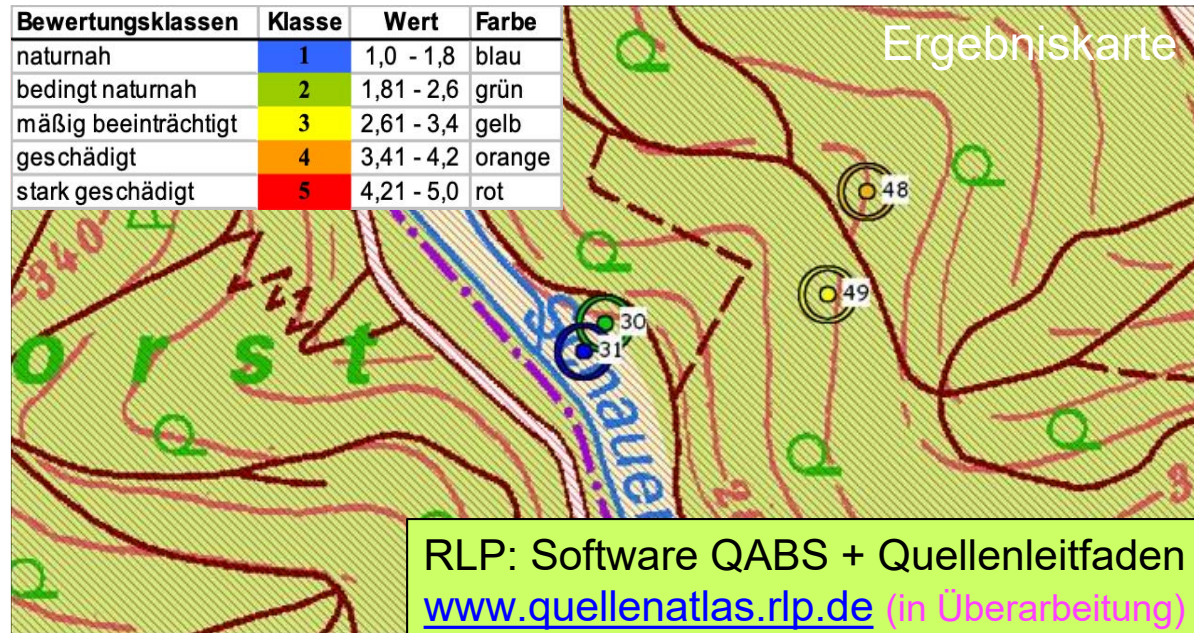 Bewertungsklassen Klasse Wert Farbe
naturnah 1 1,0 - 1,8 blau
bedingt naturnah 2 1,81 - 2,6 grün
mäßig beeinträchtigt 3 2,61 - 3,4 gelb
geschädigt 4 3,41 - 4,2 orange
stark geschädigt 5 4,21 - 5,0 rot
Ergebniskarte
48
340
49
30
31
orst
RLP: Software QABS + Quellenleitfaden
www.quellenatlas.rlp.de (in Überarbeitung)